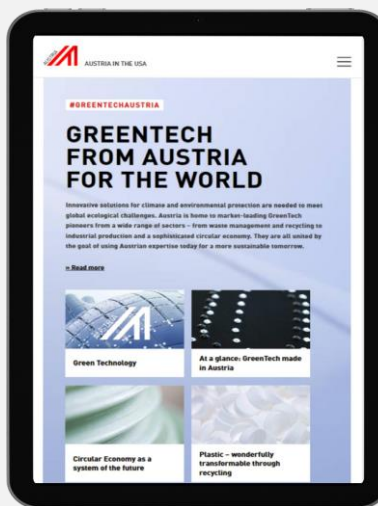 AUSTRIA
AUSTRIA IN THE USA
#GREENTECHAUSTRIA
GREENTECH
FROM AUSTRIA
FOR THE WORLD
Innovative solutions for climate and environmental protection are needed to meet
global ecological challenges. Austria is home to market-leading GreenTech
pioneers from a wide range of sectors – from waste management and recycling to
industrial production and a sophisticated circular economy. They are all united by
the goal of using Austrian expertise today for a more sustainable tomorrow.
» Read more
Green Technology
At a glance: GreenTech made
in Austria
Circular Economy as a
system of the future
Plastic – wonderfully
transformable through
recycling